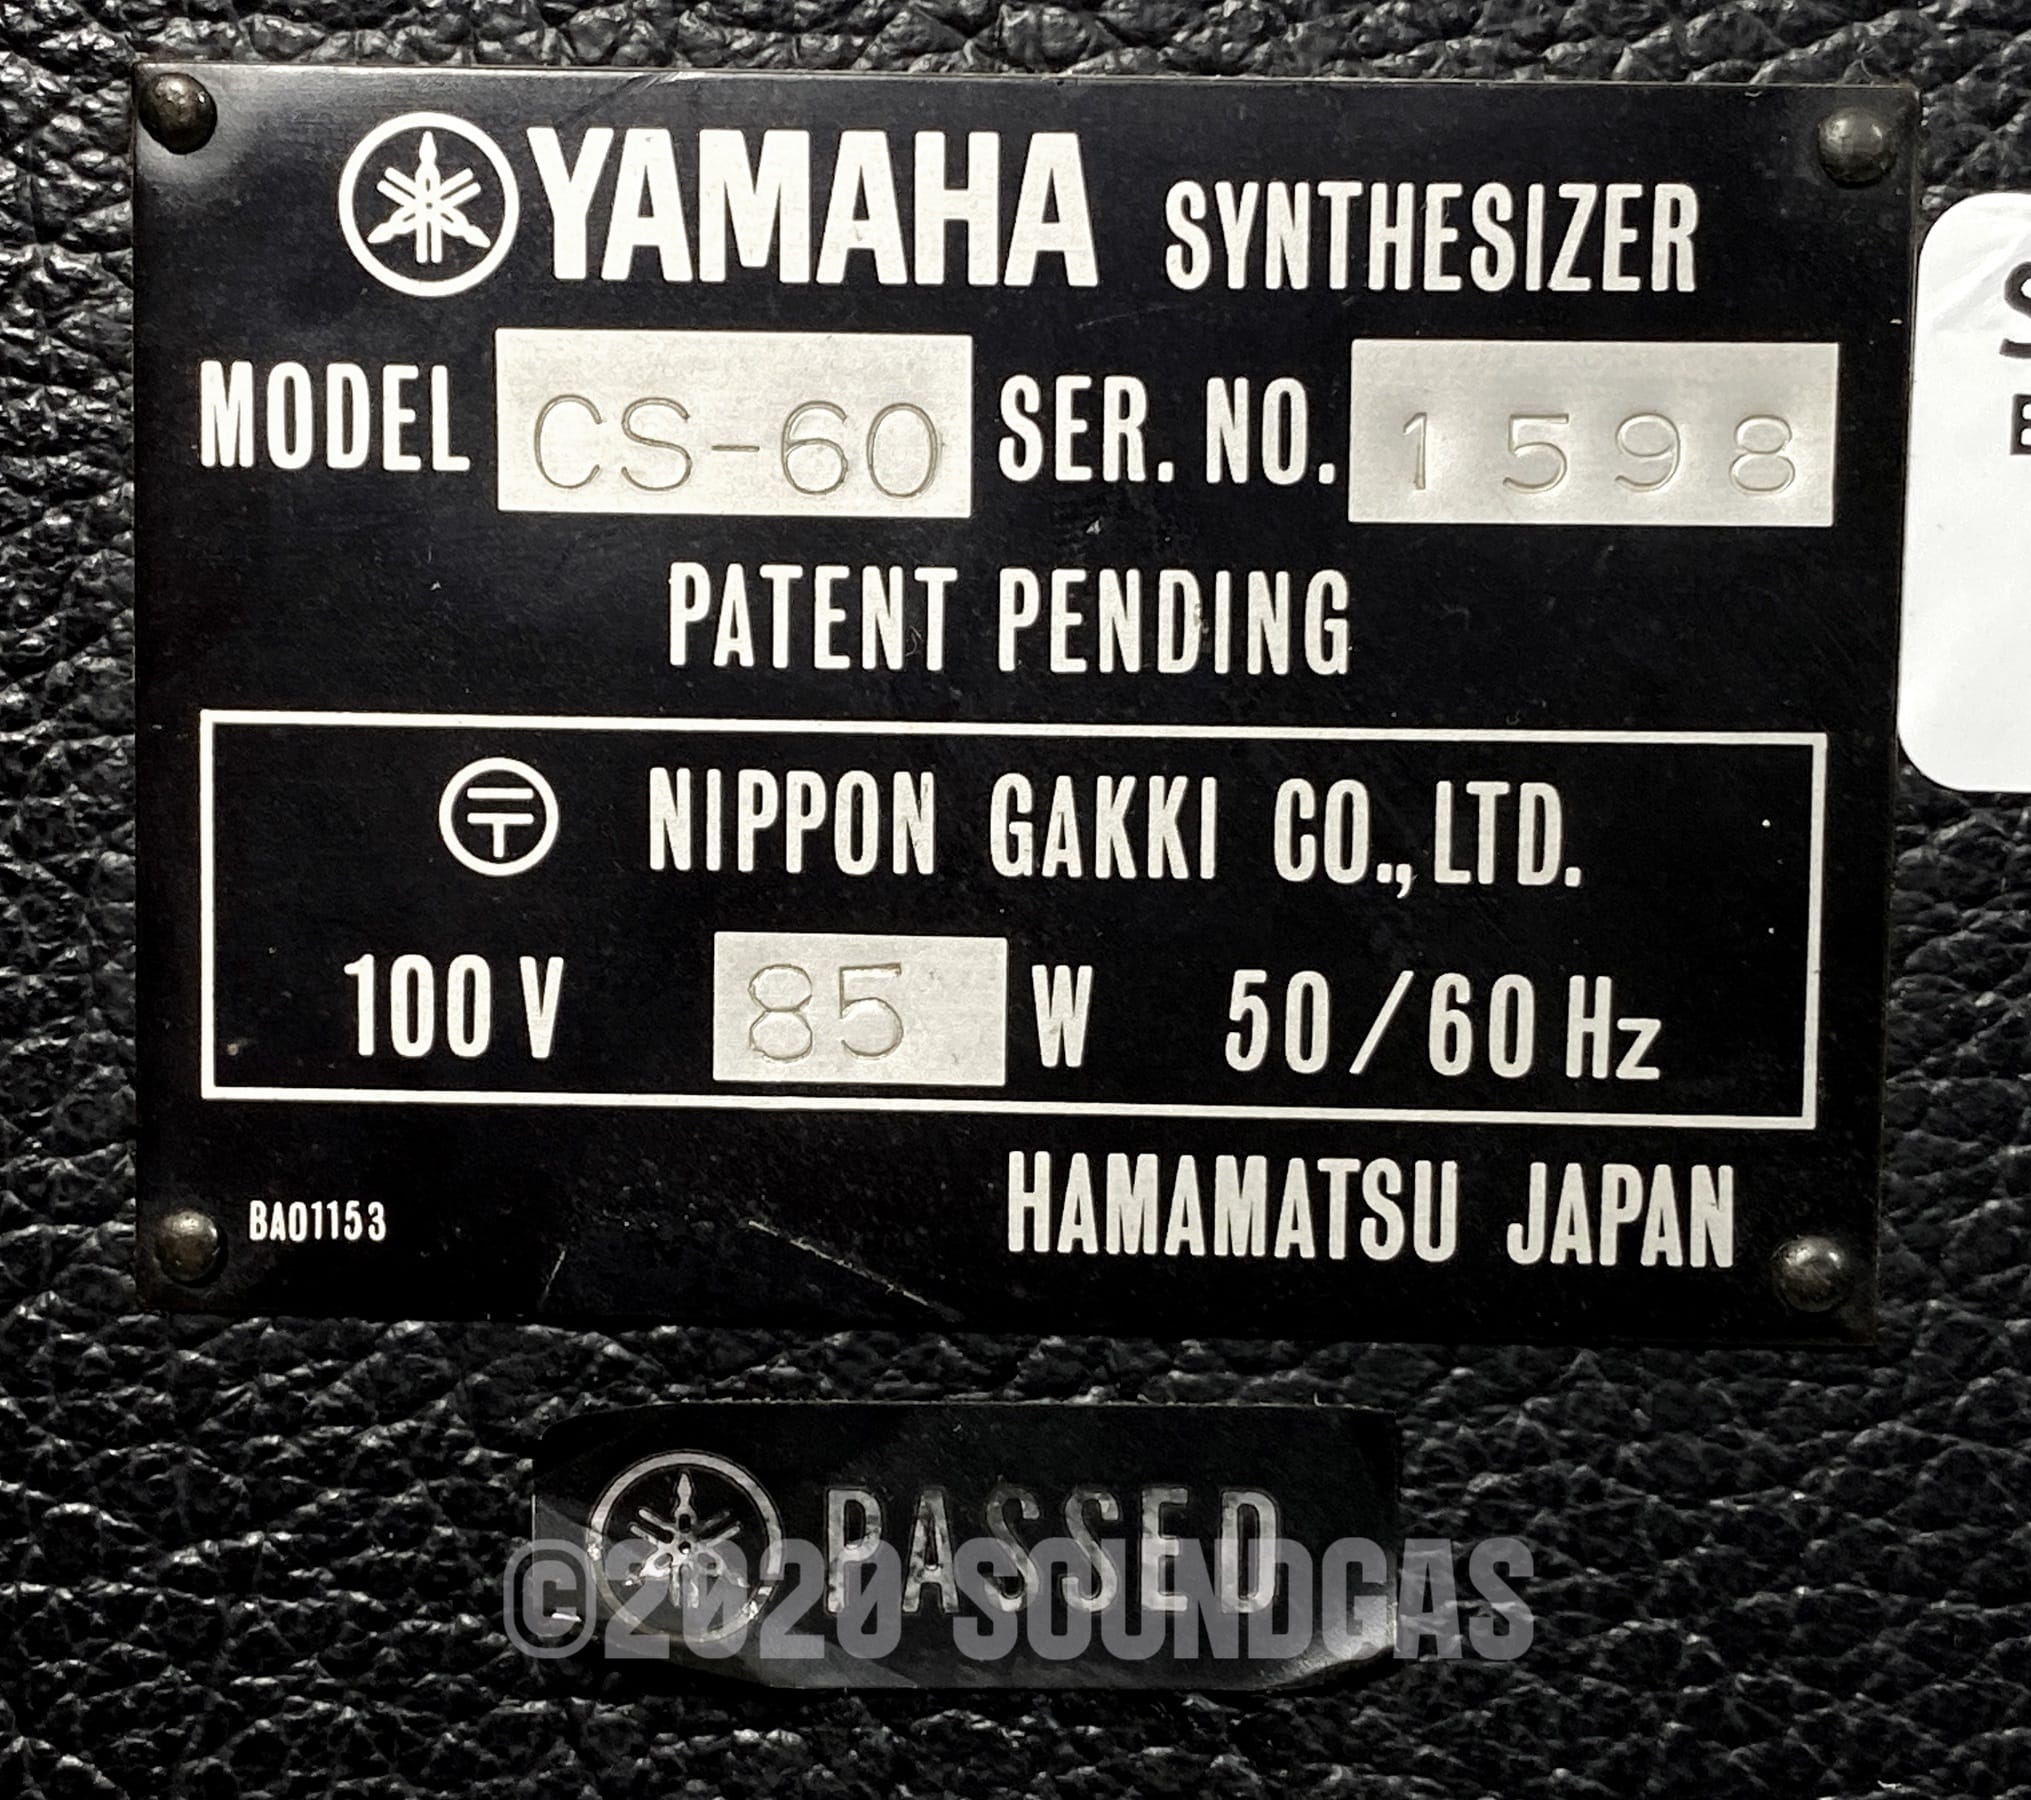 YAMAHA SYNTHESIZER
MODEL CS-60 SER. NO. 1598
PATENT PENDING
NIPPON GAKKI CO., LTD.
100 V 85 W 50/60 Hz
BA01153
HAMAMATSU JAPAN
PASSED
©2020 SOUNDGAS